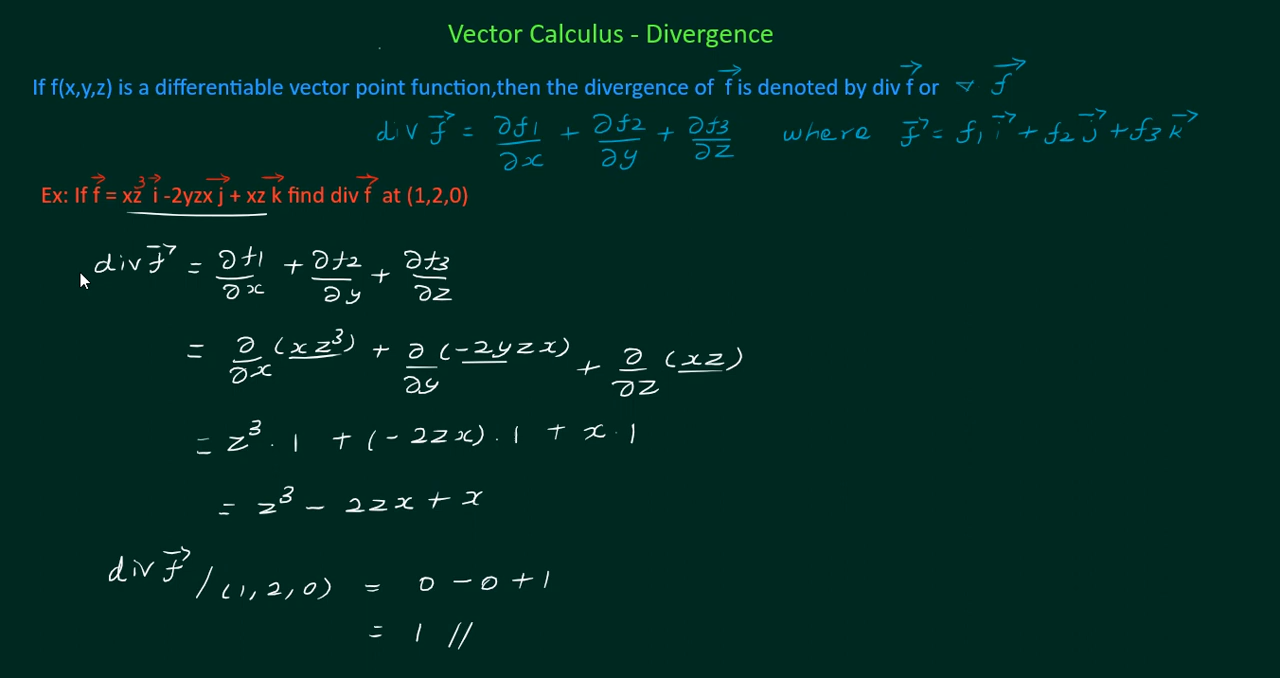 Vector Calculus - Divergence
If f(x,y,z) is a differentiable vector point function,then the divergence of f⃗ is denoted by div f⃗ or ▽ f⃗
div f⃗ = ∂f1/∂x + ∂f2/∂y + ∂f3/∂z where f⃗ = f₁ i⃗ + f₂ j⃗ + f₃ k⃗
Ex: If f⃗ = xz³ i⃗ -2yzx j⃗ + xz k⃗ find div f⃗ at (1,2,0)
div f⃗ = ∂f1/∂x + ∂f2/∂y + ∂f3/∂z
= ∂/∂x (xz³) + ∂/∂y (-2yzx) + ∂/∂z (xz)
= z³ . 1 + (-2zx) . 1 + x . 1
= z³ - 2zx + x
div f⃗ / (1, 2, 0) = 0 - 0 + 1
= 1 //